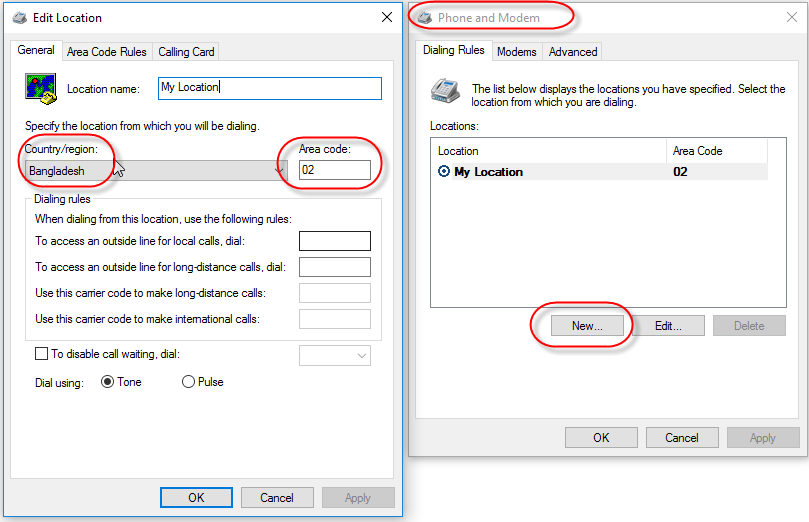 Edit Location
General Area Code Rules Calling Card
Location name: My Location
Specify the location from which you will be dialing.
Country/region: Area code:
Bangladesh 02
Dialing rules
When dialing from this location, use the following rules:
To access an outside line for local calls, dial:
To access an outside line for long-distance calls, dial:
Use this carrier code to make long-distance calls:
Use this carrier code to make international calls:
To disable call waiting, dial:
Dial using: Tone Pulse
OK Cancel Apply
Phone and Modem
Dialing Rules Modems Advanced
The list below displays the locations you have specified. Select the
location from which you are dialing.
Locations:
Location Area Code
My Location 02
New... Edit... Delete
OK Cancel Apply